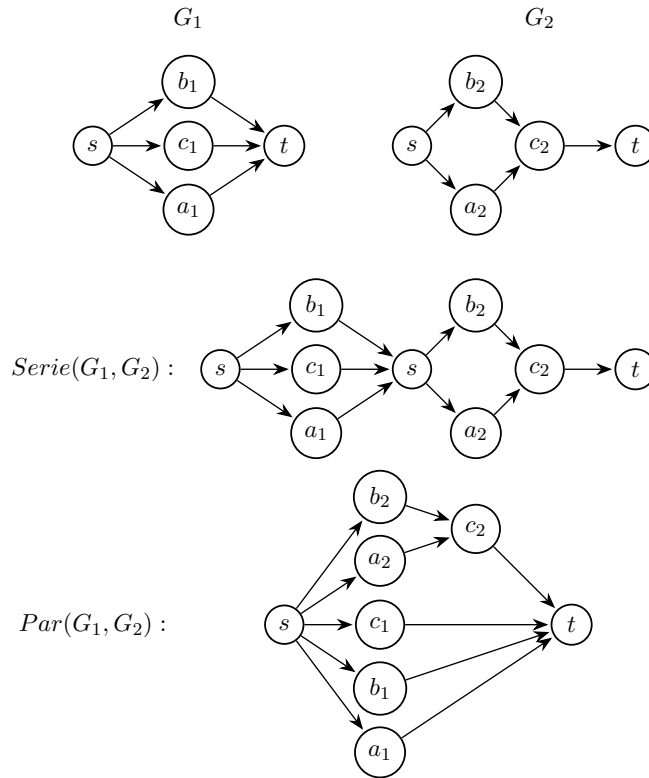 G₁ G₂
b₁ b₂
s c₁ t s c₂ t
a₁ a₂
b₁ b₂
Serie(G₁, G₂) : s c₁ s c₂ t
a₁ a₂
b₂
c₂
a₂
Par(G₁, G₂) : s c₁ t
b₁
a₁